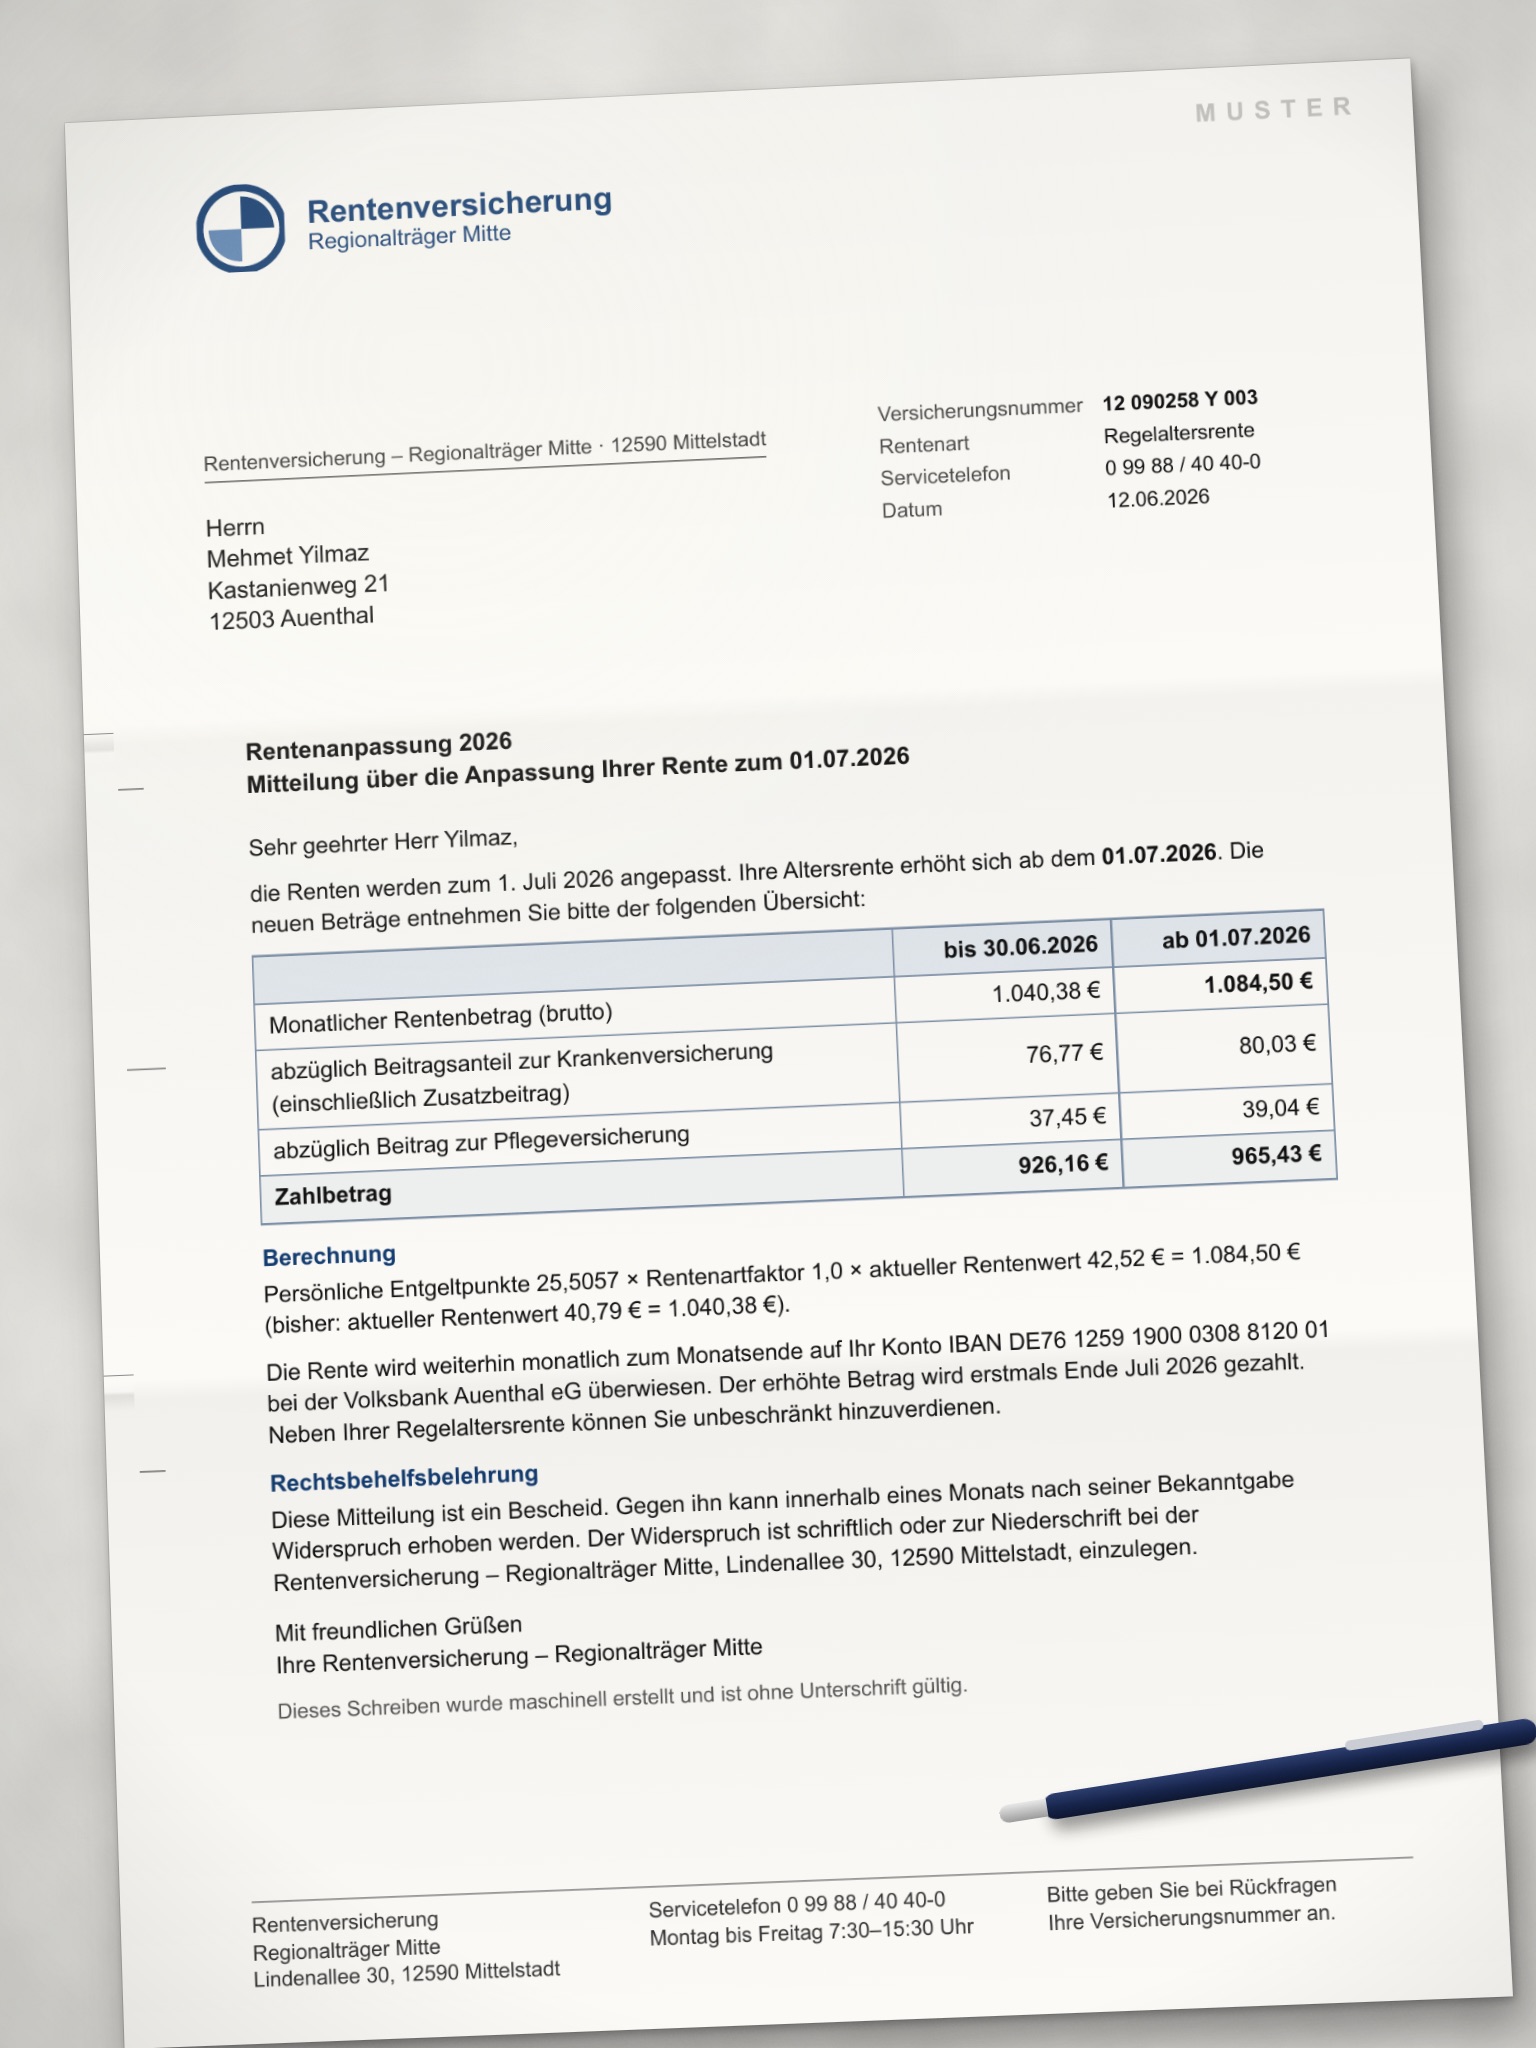 MUSTER
Rentenversicherung
Regionalträger Mitte
Versicherungsnummer 12 090258 Y 003
Rentenart Regelaltersrente
Servicetelefon 0 99 88 / 40 40-0
Datum 12.06.2026
Rentenversicherung – Regionalträger Mitte · 12590 Mittelstadt
Herrn
Mehmet Yilmaz
Kastanienweg 21
12503 Auenthal
Rentenanpassung 2026
Mitteilung über die Anpassung Ihrer Rente zum 01.07.2026
Sehr geehrter Herr Yilmaz,
die Renten werden zum 1. Juli 2026 angepasst. Ihre Altersrente erhöht sich ab dem 01.07.2026. Die
neuen Beträge entnehmen Sie bitte der folgenden Übersicht:
bis 30.06.2026 ab 01.07.2026
Monatlicher Rentenbetrag (brutto) 1.040,38 € 1.084,50 €
abzüglich Beitragsanteil zur Krankenversicherung
(einschließlich Zusatzbeitrag) 76,77 € 80,03 €
abzüglich Beitrag zur Pflegeversicherung 37,45 € 39,04 €
Zahlbetrag 926,16 € 965,43 €
Berechnung
Persönliche Entgeltpunkte 25,5057 × Rentenartfaktor 1,0 × aktueller Rentenwert 42,52 € = 1.084,50 €
(bisher: aktueller Rentenwert 40,79 € = 1.040,38 €).
Die Rente wird weiterhin monatlich zum Monatsende auf Ihr Konto IBAN DE76 1259 1900 0308 8120 01
bei der Volksbank Auenthal eG überwiesen. Der erhöhte Betrag wird erstmals Ende Juli 2026 gezahlt.
Neben Ihrer Regelaltersrente können Sie unbeschränkt hinzuverdienen.
Rechtsbehelfsbelehrung
Diese Mitteilung ist ein Bescheid. Gegen ihn kann innerhalb eines Monats nach seiner Bekanntgabe
Widerspruch erhoben werden. Der Widerspruch ist schriftlich oder zur Niederschrift bei der
Rentenversicherung – Regionalträger Mitte, Lindenallee 30, 12590 Mittelstadt, einzulegen.
Mit freundlichen Grüßen
Ihre Rentenversicherung – Regionalträger Mitte
Dieses Schreiben wurde maschinell erstellt und ist ohne Unterschrift gültig.
Rentenversicherung
Regionalträger Mitte
Lindenallee 30, 12590 Mittelstadt
Servicetelefon 0 99 88 / 40 40-0
Montag bis Freitag 7:30–15:30 Uhr
Bitte geben Sie bei Rückfragen
Ihre Versicherungsnummer an.